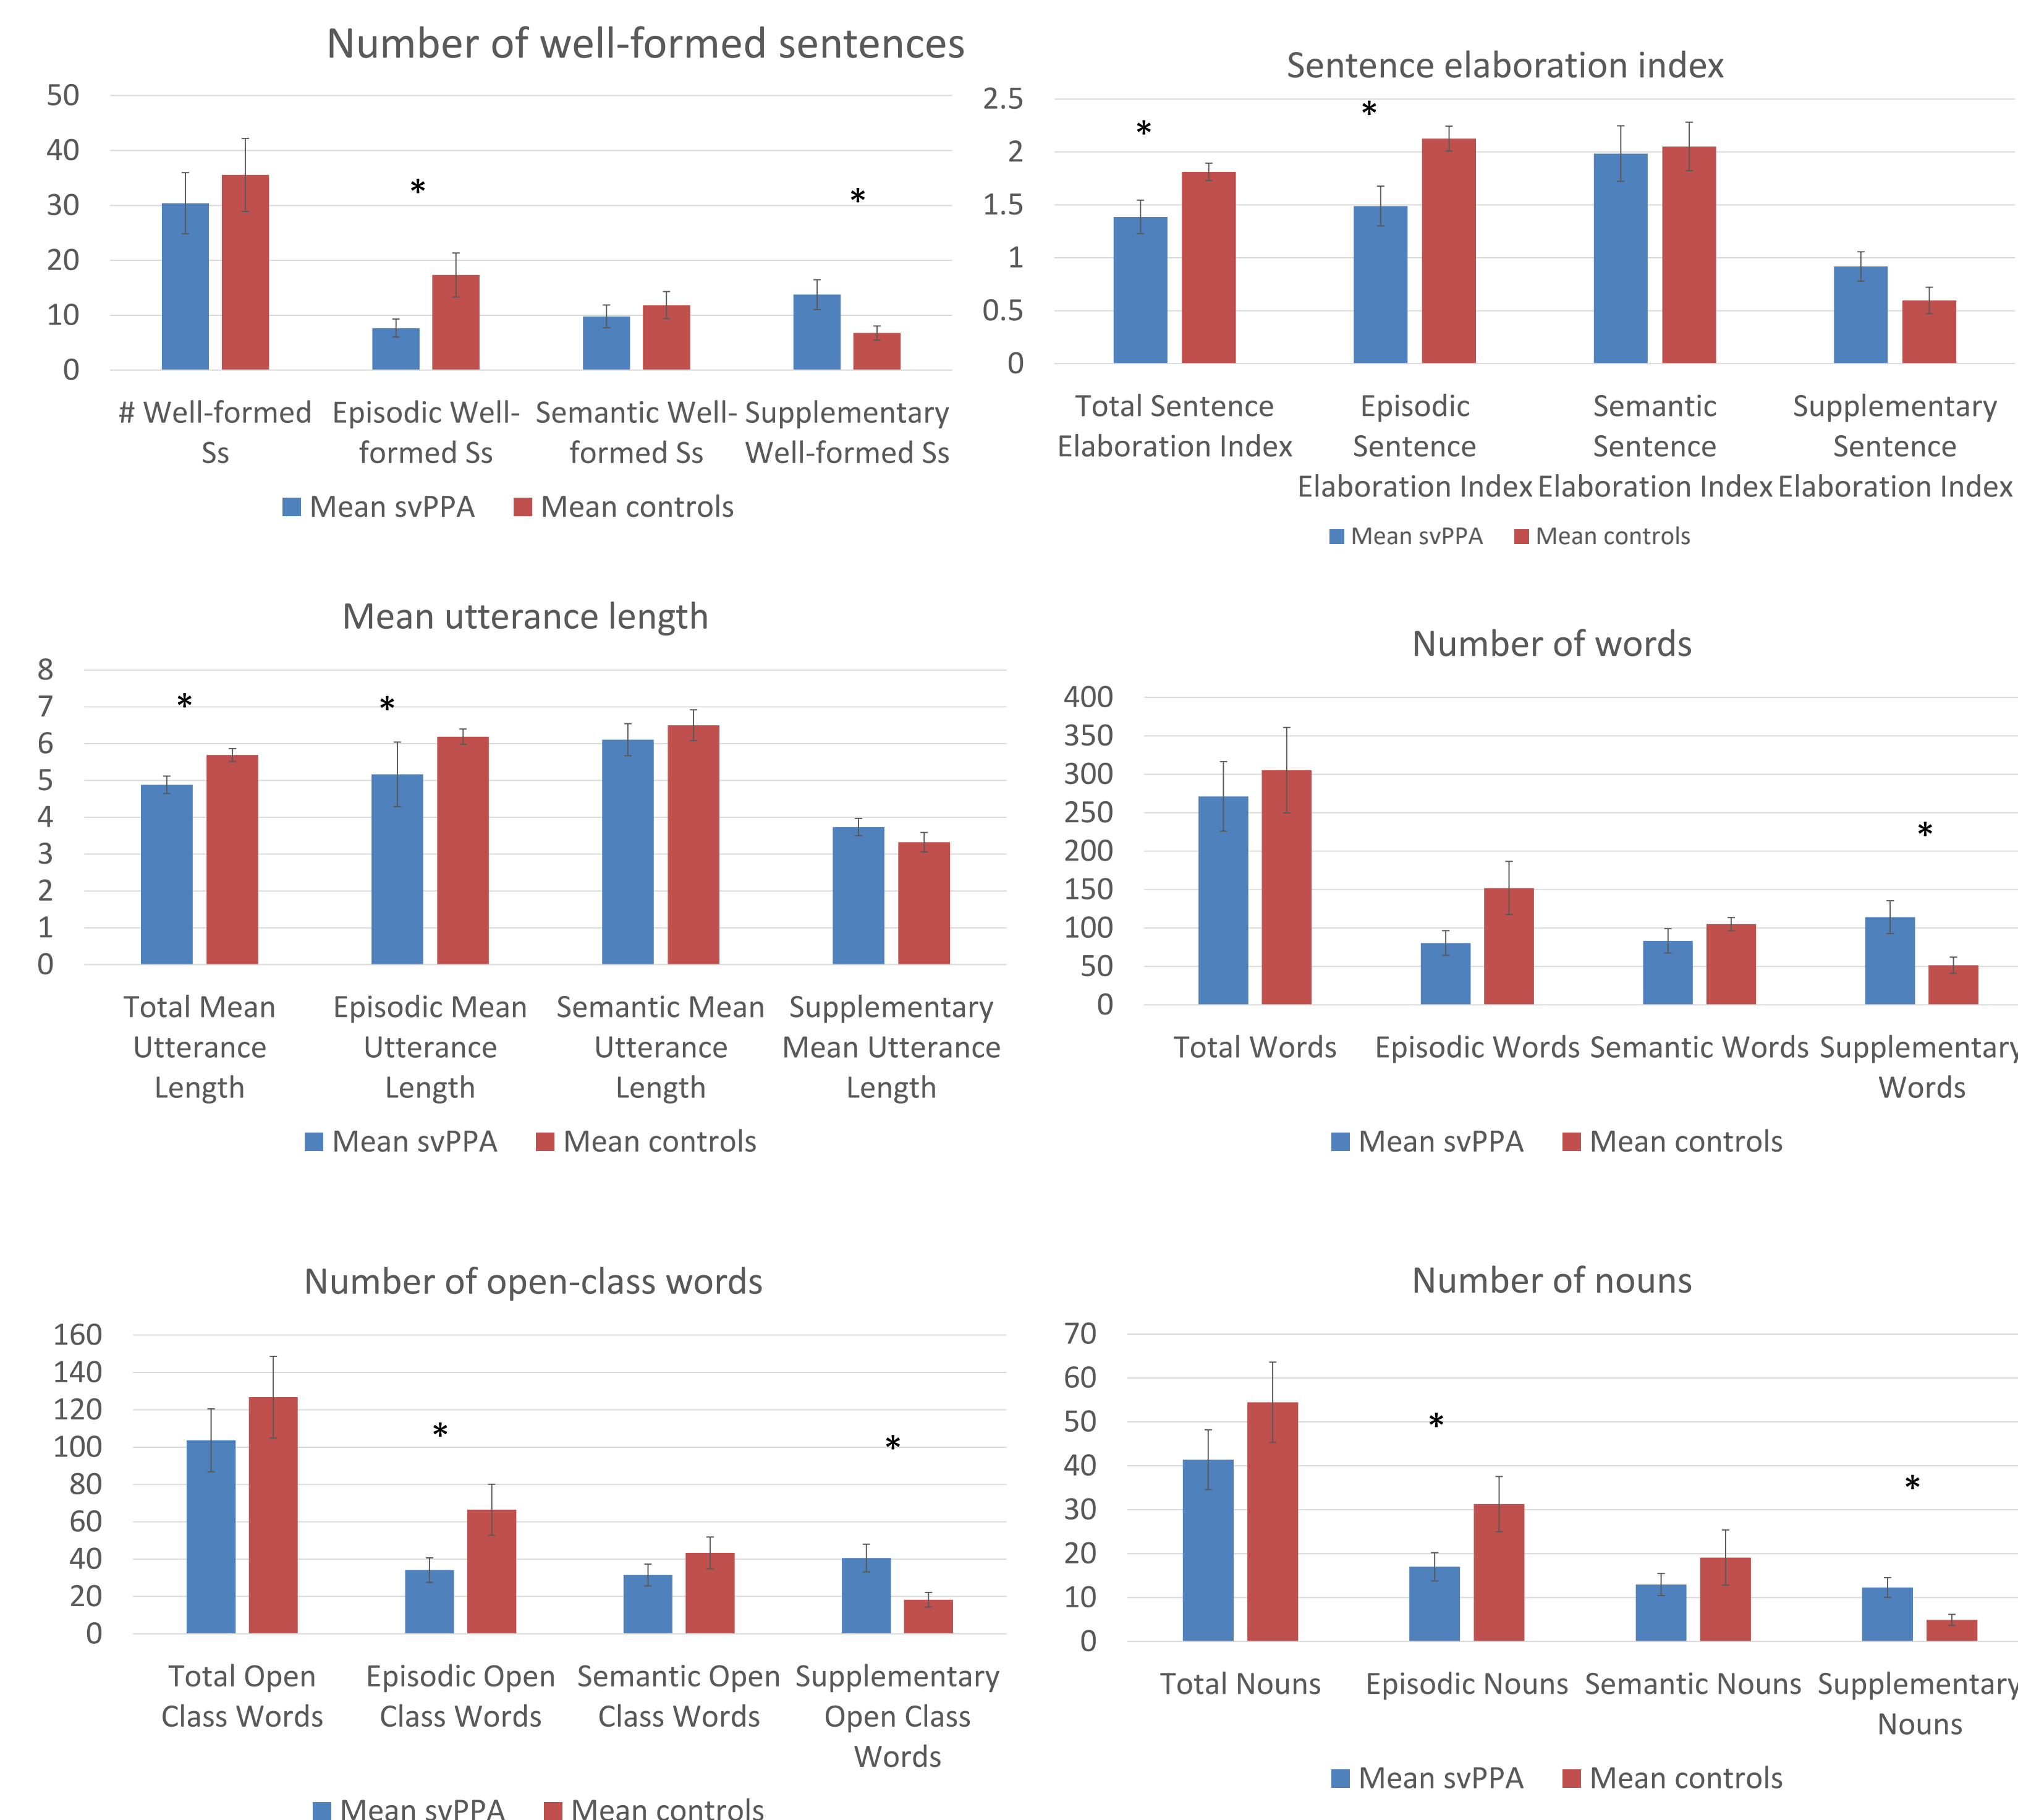 Number of well-formed sentences
50
40
30
20
10
0
*
*
# Well-formed Ss
Episodic Well-formed Ss
Semantic Well-formed Ss
Supplementary Well-formed Ss
Mean svPPA
Mean controls
Sentence elaboration index
2.5
2
1.5
1
0.5
0
*
*
Total Sentence Elaboration Index
Episodic Sentence Elaboration Index
Semantic Sentence Elaboration Index
Supplementary Sentence Elaboration Index
Mean svPPA
Mean controls
Mean utterance length
8
7
6
5
4
3
2
1
0
*
*
Total Mean Utterance Length
Episodic Mean Utterance Length
Semantic Mean Utterance Length
Supplementary Mean Utterance Length
Mean svPPA
Mean controls
Number of words
400
350
300
250
200
150
100
50
0
*
Total Words
Episodic Words
Semantic Words
Supplementary Words
Mean svPPA
Mean controls
Number of open-class words
160
140
120
100
80
60
40
20
0
*
*
Total Open Class Words
Episodic Open Class Words
Semantic Open Class Words
Supplementary Open Class Words
Mean svPPA
Mean controls
Number of nouns
70
60
50
40
30
20
10
0
*
*
Total Nouns
Episodic Nouns
Semantic Nouns
Supplementary Nouns
Mean svPPA
Mean controls